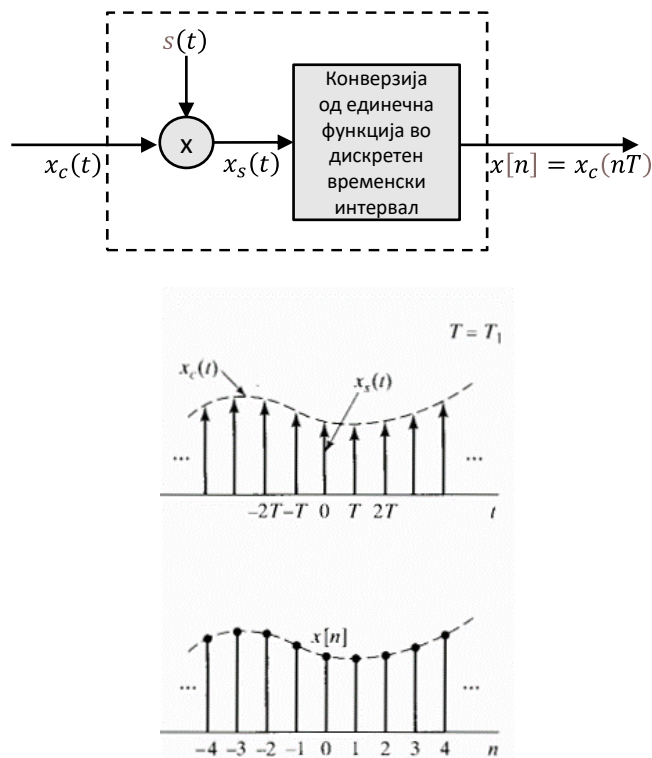 s(t)
x
x_c(t)
x_s(t)
Конверзија
од единечна
функција во
дискретен
временски
интервал
x[n] = x_c(nT)
T = T_1
x_c(t)
x_s(t)
... ...
-2T -T 0 T 2T t
x[n]
... ...
-4 -3 -2 -1 0 1 2 3 4 n